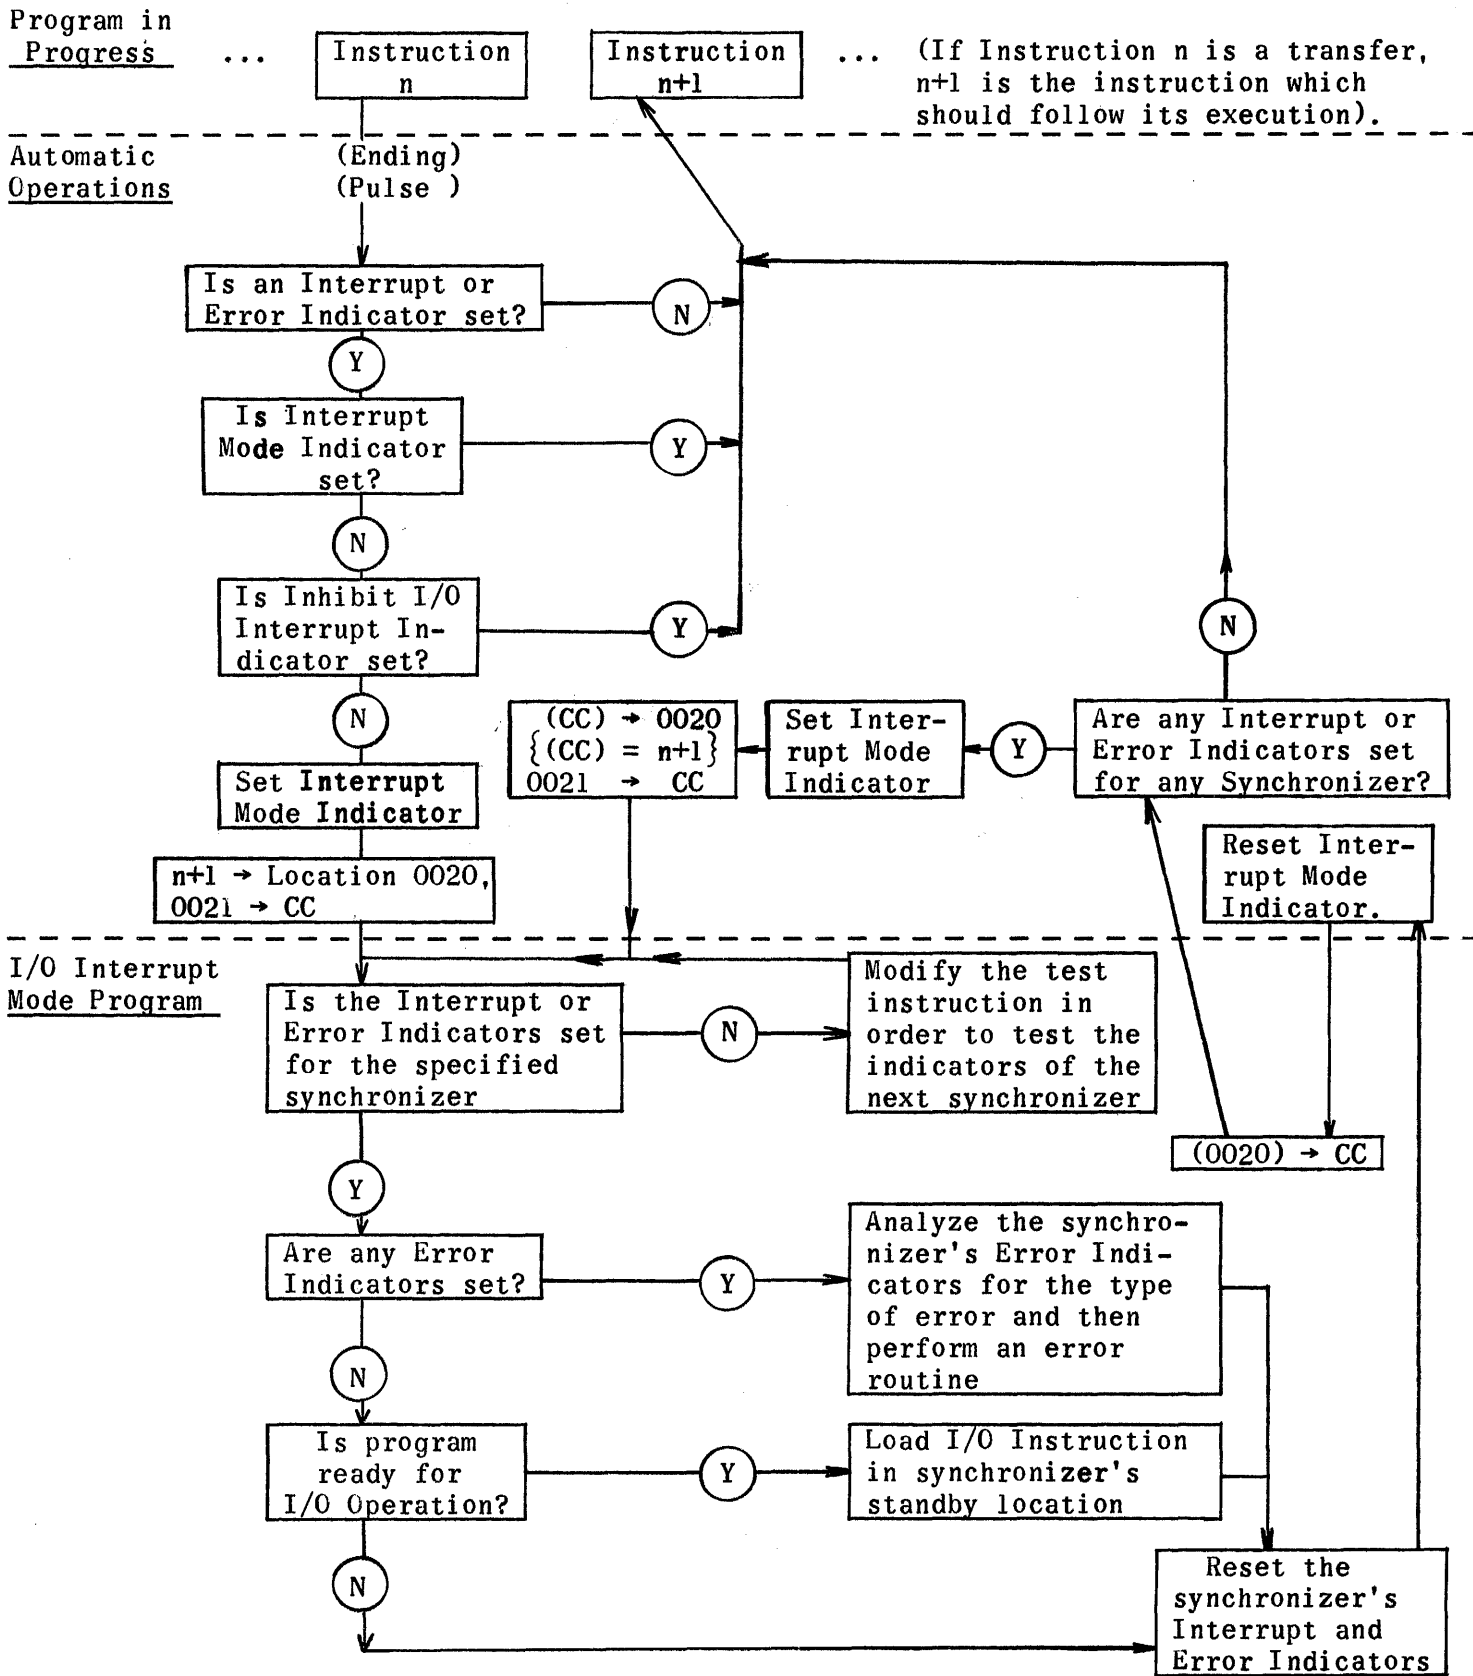 Program in
Progress ... Instruction n
Instruction n+1 ... (If Instruction n is a transfer,
n+1 is the instruction which
should follow its execution).
Automatic
Operations
(Ending)
(Pulse )
Is an Interrupt or
Error Indicator set?
N
Y
Is Interrupt
Mode Indicator
set?
Y
N
Is Inhibit I/O
Interrupt In-
dicator set?
Y
N
Set Interrupt
Mode Indicator
n+1 → Location 0020,
0021 → CC
(CC) → 0020
{(CC) = n+1}
0021 → CC
Set Inter-
rupt Mode
Indicator
Y
Are any Interrupt or
Error Indicators set
for any Synchronizer?
N
Reset Inter-
rupt Mode
Indicator.
(0020) → CC
I/O Interrupt
Mode Program
Is the Interrupt or
Error Indicators set
for the specified
synchronizer
N
Modify the test
instruction in
order to test the
indicators of the
next synchronizer
Y
Are any Error
Indicators set?
Y
Analyze the synchro-
nizer's Error Indi-
cators for the type
of error and then
perform an error
routine
N
Is program
ready for
I/O Operation?
Y
Load I/O Instruction
in synchronizer's
standby location
N
Reset the
synchronizer's
Interrupt and
Error Indicators